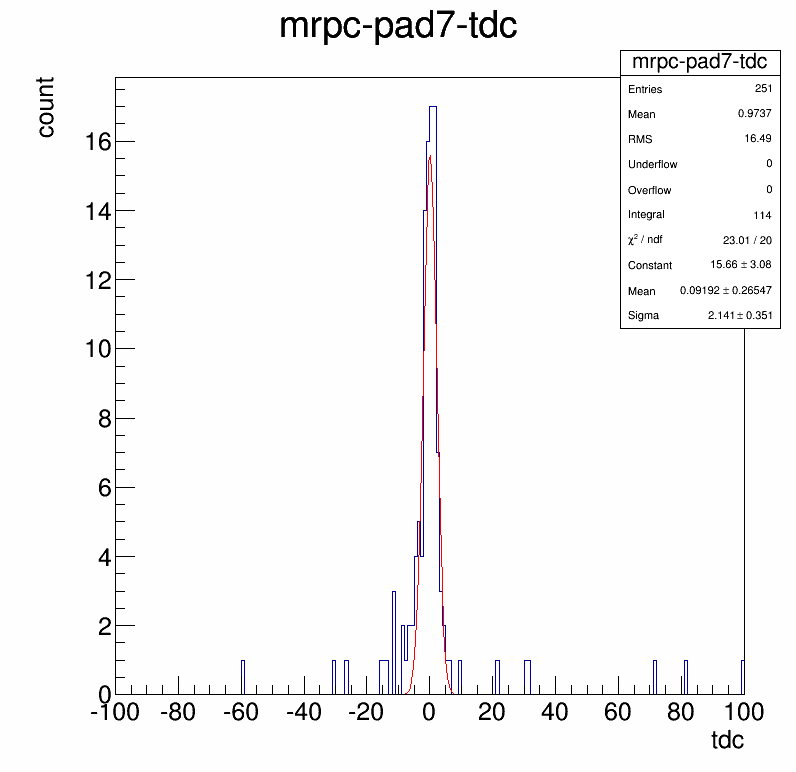 mrpc-pad7-tdc
count
mrpc-pad7-tdc
Entries 251
Mean 0.9737
RMS 16.49
Underflow 0
Overflow 0
Integral 114
χ² / ndf 23.01 / 20
Constant 15.66 ± 3.08
Mean 0.09192 ± 0.26547
Sigma 2.141 ± 0.351
16
14
12
10
8
6
4
2
0
-100 -80 -60 -40 -20 0 20 40 60 80 100
tdc